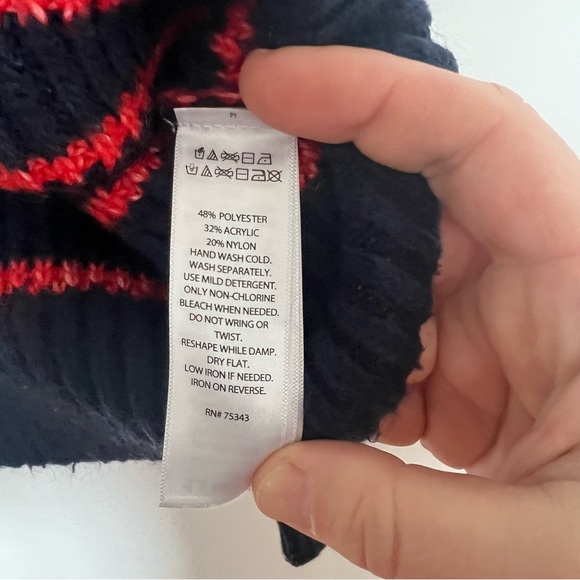 48% POLYESTER
32% ACRYLIC
20% NYLON
HAND WASH COLD.
WASH SEPARATELY.
USE MILD DETERGENT.
ONLY NON-CHLORINE
BLEACH WHEN NEEDED.
DO NOT WRING OR
TWIST.
RESHAPE WHILE DAMP.
DRY FLAT.
LOW IRON IF NEEDED.
IRON ON REVERSE.
RN# 75343